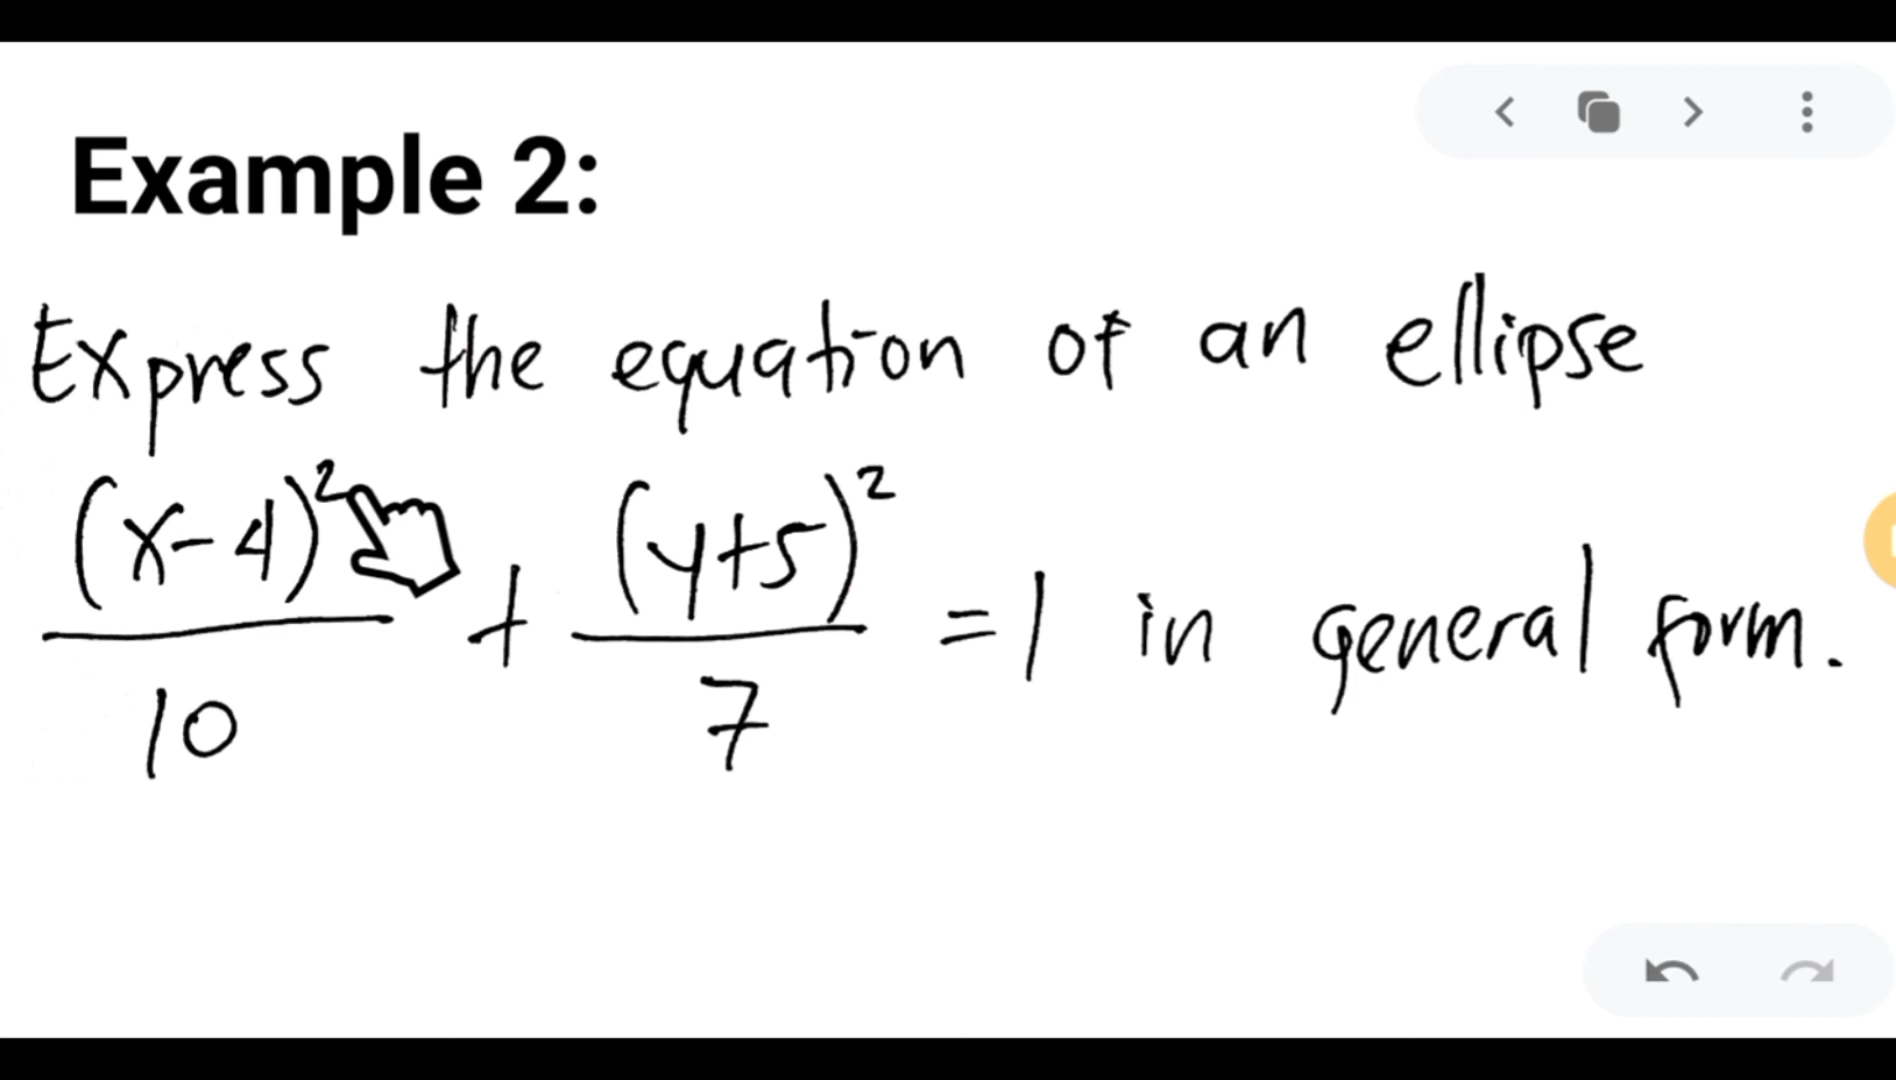 Example 2:
Express the equation of an ellipse
(x-4)² / 10 + (y+5)² / 7 = 1 in general form.